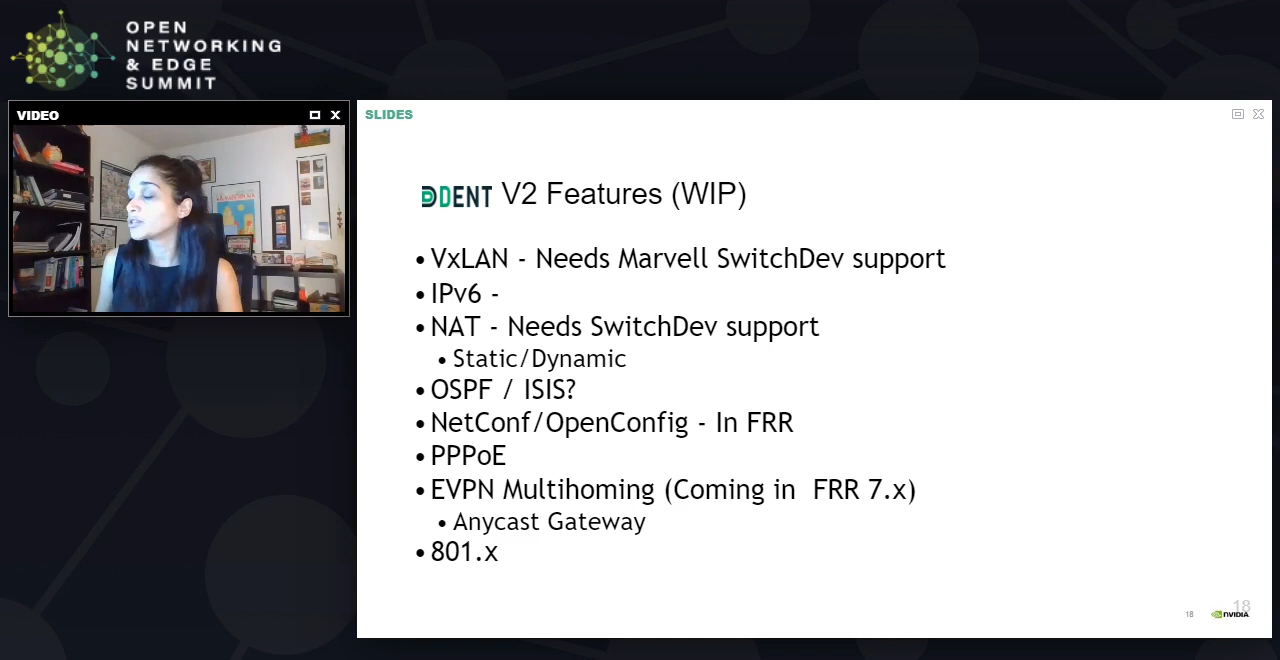 OPEN
NETWORKING
& EDGE
SUMMIT
VIDEO
SLIDES
DENT V2 Features (WIP)
• VxLAN - Needs Marvell SwitchDev support
• IPv6 -
• NAT - Needs SwitchDev support
• Static/Dynamic
• OSPF / ISIS?
• NetConf/OpenConfig - In FRR
• PPPoE
• EVPN Multihoming (Coming in FRR 7.x)
• Anycast Gateway
• 801.x
18
18
NVIDIA